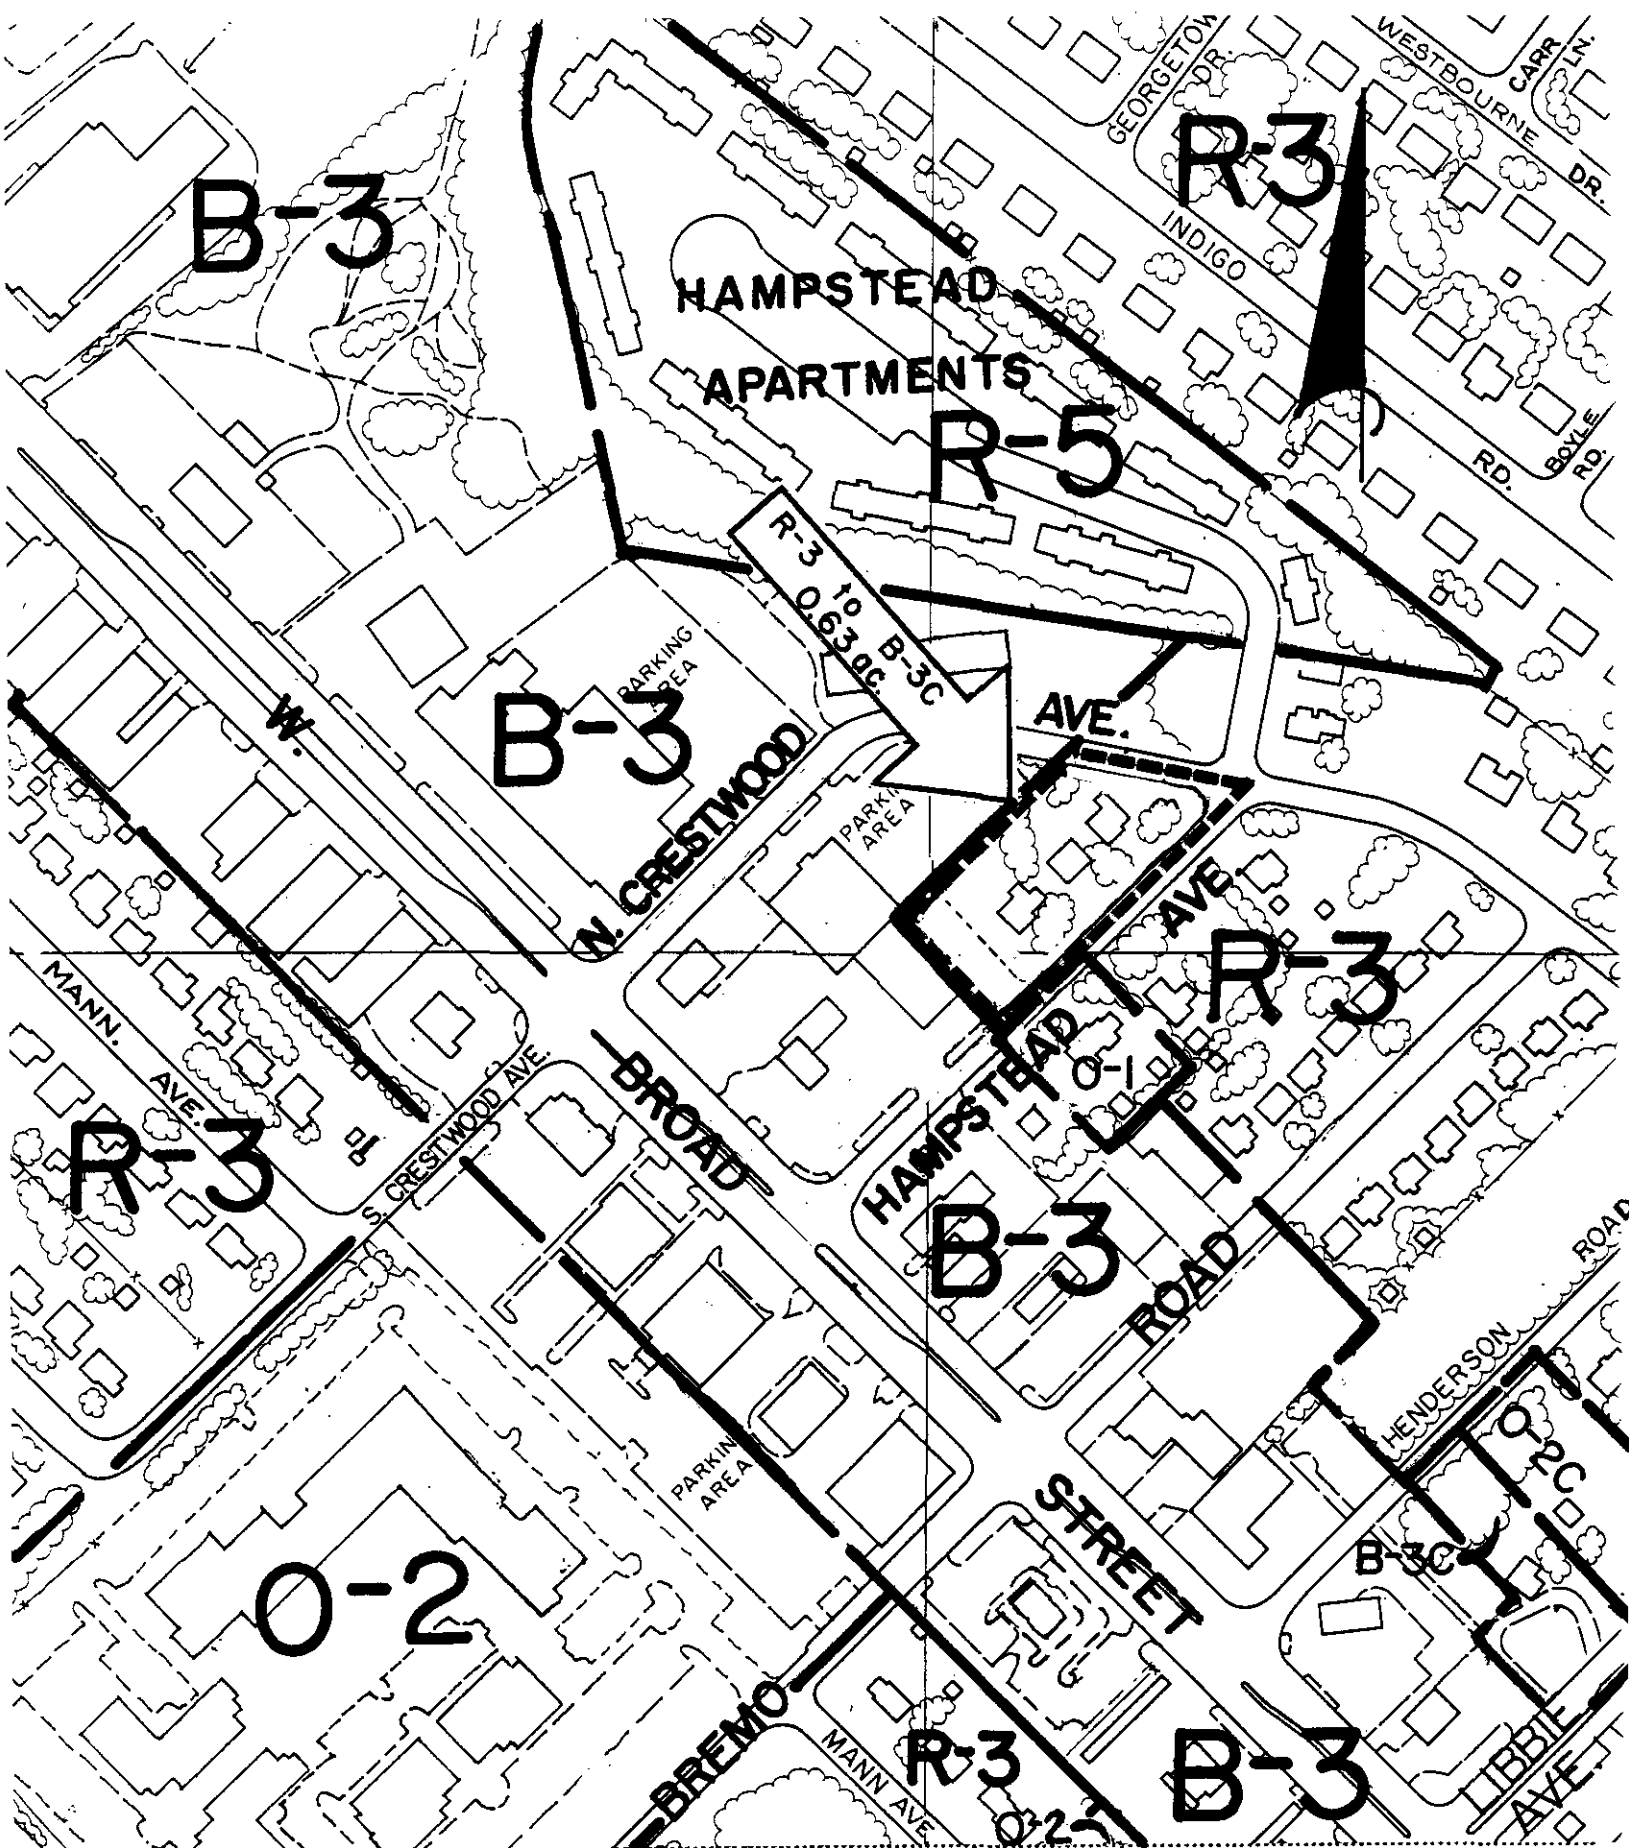 GEORGETOWN
DR.
WESTBOURNE
DR.
CARR
LN.
R-3
B-3
INDIGO
RD.
HAMPSTEAD
APARTMENTS
R-5
BOYLE
RD.
R-3 to B-3C
0.63 ac.
PARKING
AREA
B-3
W.
AVE.
N. CRESTWOOD
AREA
AVE.
R-3
MANN.
AVE.
HAMPSTEAD
O-1
BROAD
S. CRESTWOOD AVE.
R-3
B-3
ROAD
ROAD
HENDERSON
O-2C
AREA
STREET
B-3C
O-2
BREMO
MANN AVE
R-3
O-2
B-3
LIBBIE
AVE.